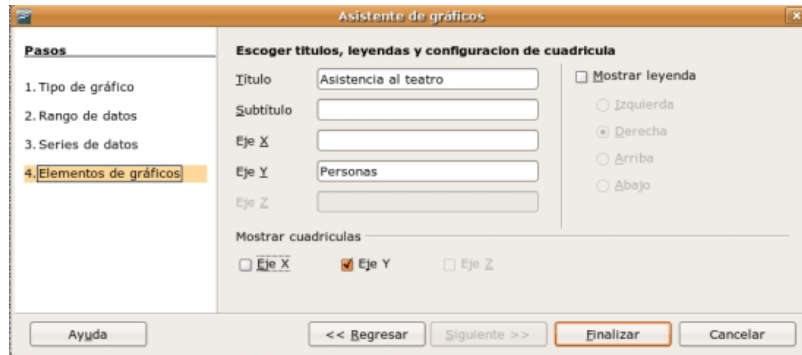 Asistente de gráficos
Pasos
1. Tipo de gráfico
2. Rango de datos
3. Series de datos
4. Elementos de gráficos
Escoger titulos, leyendas y configuracion de cuadricula
Título Asistencia al teatro
Subtítulo
Eje X
Eje Y Personas
Eje Z
Mostrar leyenda
Izquierda
Derecha
Arriba
Abajo
Mostrar cuadriculas
Eje X Eje Y Eje Z
Ayuda << Regresar Siguiente >> Finalizar Cancelar